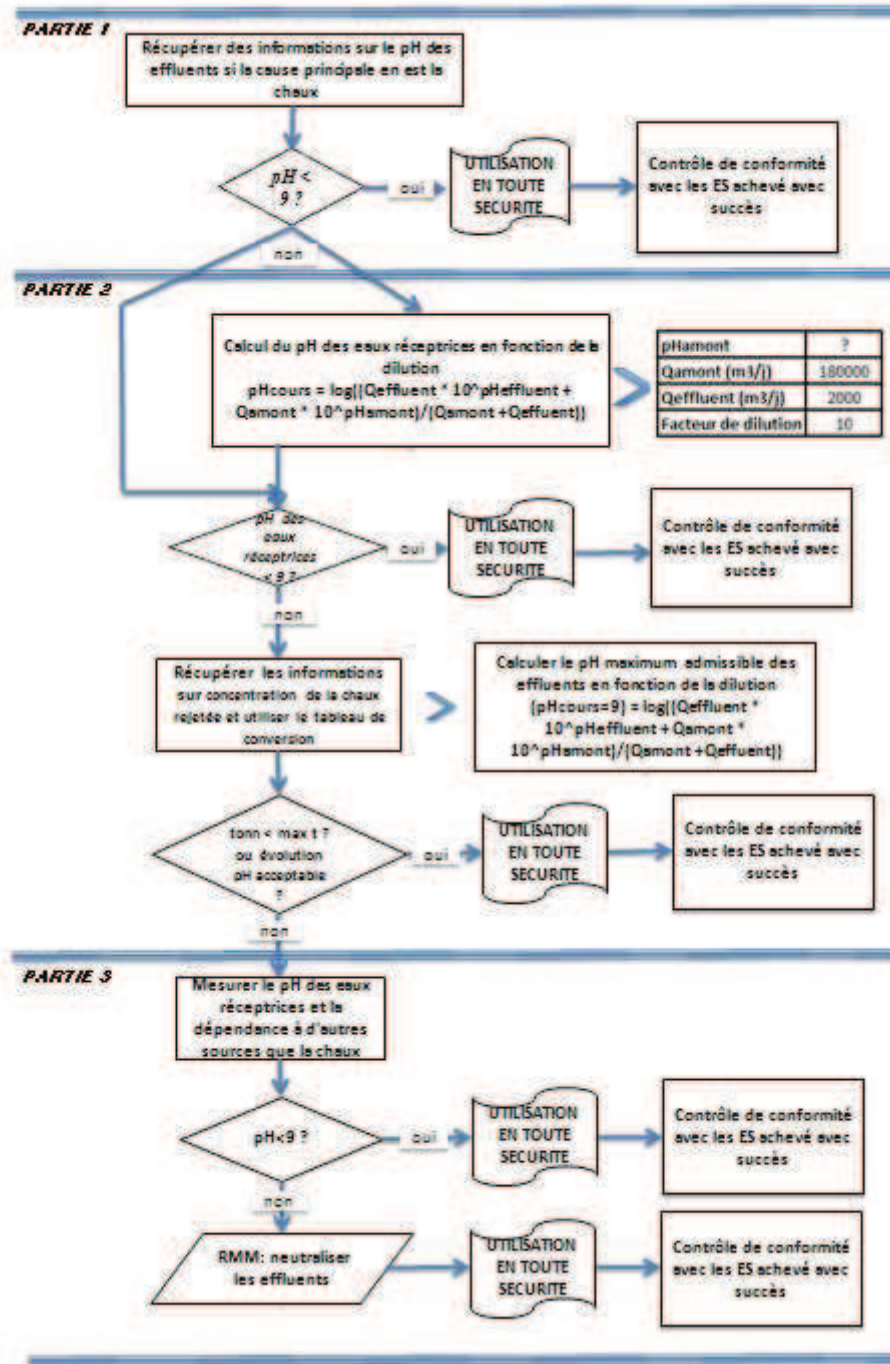 PARTIE 1
Récupérer des informations sur le pH des
effluents si la cause principale en est la
chaux
pH <
9 ?
oui
UTILISATION
EN TOUTE
SECURITE
Contrôle de conformité
avec les ES achevé avec
succès
non
PARTIE 2
Calcul du pH des eaux réceptrices en fonction de la
dilution
pHcours = log((Qeffluent * 10^pHeffluent +
Qamont * 10^pHamont)/(Qamont +Qeffuent))
pHamont ?
Qamont (m3/j) 180000
Qeffluent (m3/j) 2000
Facteur de dilution 10
pH des
eaux
réceptrices
< 9 ?
oui
UTILISATION
EN TOUTE
SECURITE
Contrôle de conformité
avec les ES achevé avec
succès
non
Récupérer les informations
sur concentration de la chaux
rejetée et utiliser le tableau de
conversion
Calculer le pH maximum admissible des
effluents en fonction de la dilution
(pHcours=9) = log((Qeffluent *
10^pHeffluent + Qamont *
10^pHamont)/(Qamont +Qeffuent))
tonn < max t ?
ou évolution
pH acceptable
?
oui
UTILISATION
EN TOUTE
SECURITE
Contrôle de conformité
avec les ES achevé avec
succès
non
PARTIE 3
Mesurer le pH des eaux
réceptrices et la
dépendance à d'autres
sources que la chaux
pH<9 ?
oui
UTILISATION
EN TOUTE
SECURITE
Contrôle de conformité
avec les ES achevé avec
succès
non
RMM: neutraliser
les effluents
UTILISATION
EN TOUTE
SECURITE
Contrôle de conformité
avec les ES achevé avec
succès